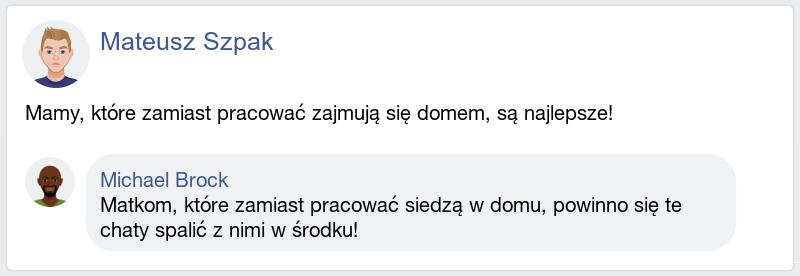 Mateusz Szpak
Mamy, które zamiast pracować zajmują się domem, są najlepsze!
Michael Brock
Matkom, które zamiast pracować siedzą w domu, powinno się te
chaty spalić z nimi w środku!